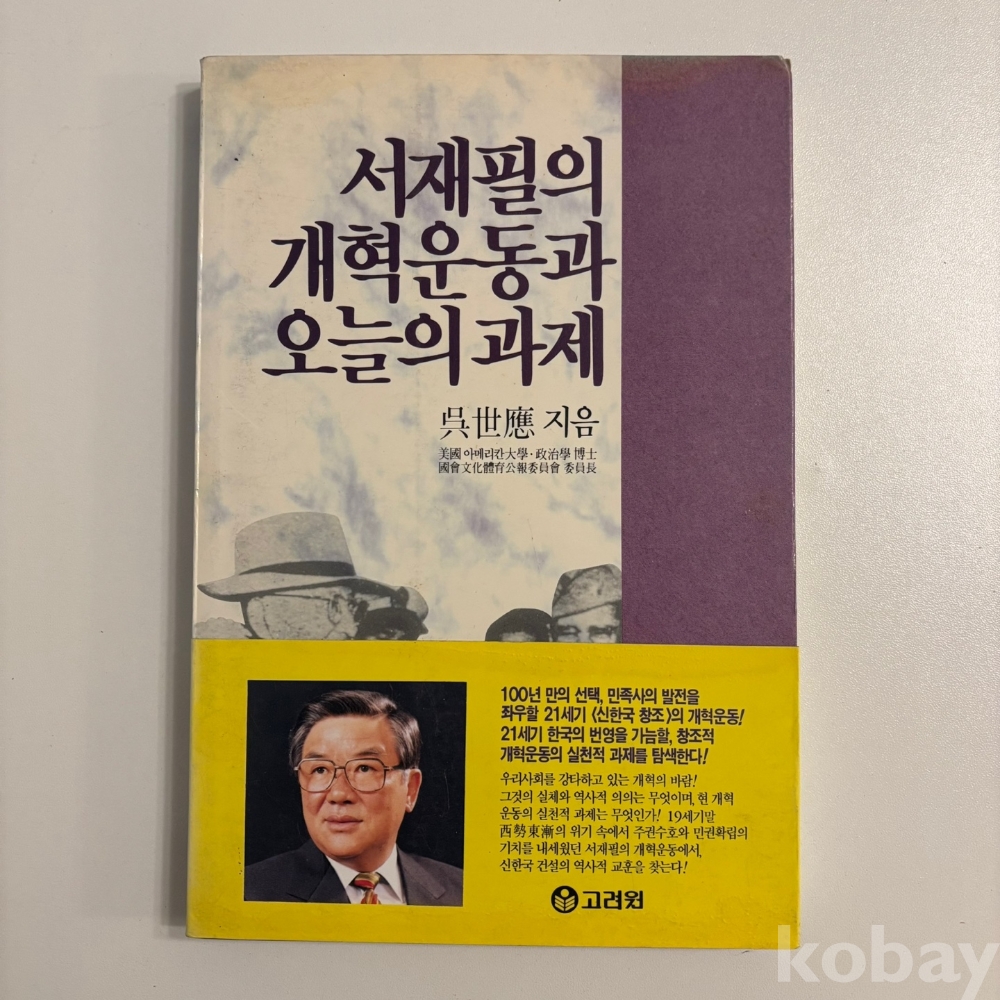 서재필의
개혁운동과
오늘의 과제
吳世應 지음
美國 아메리칸大學·政治學 博士
國會文化體育公報委員會 委員長
100년 만의 선택, 민족사의 발전을
좌우할 21세기 〈신한국 창조〉의 개혁운동!
21세기 한국의 번영을 가늠할, 창조적
개혁운동의 실천적 과제를 탐색한다!
우리사회를 강타하고 있는 개혁의 바람!
그것의 실체와 역사적 의의는 무엇이며, 현 개혁
운동의 실천적 과제는 무엇인가! 19세기말
西勢東漸의 위기 속에서 주권수호와 민권확립의
기치를 내세웠던 서재필의 개혁운동에서,
신한국 건설의 역사적 교훈을 찾는다!
고려원
kobay